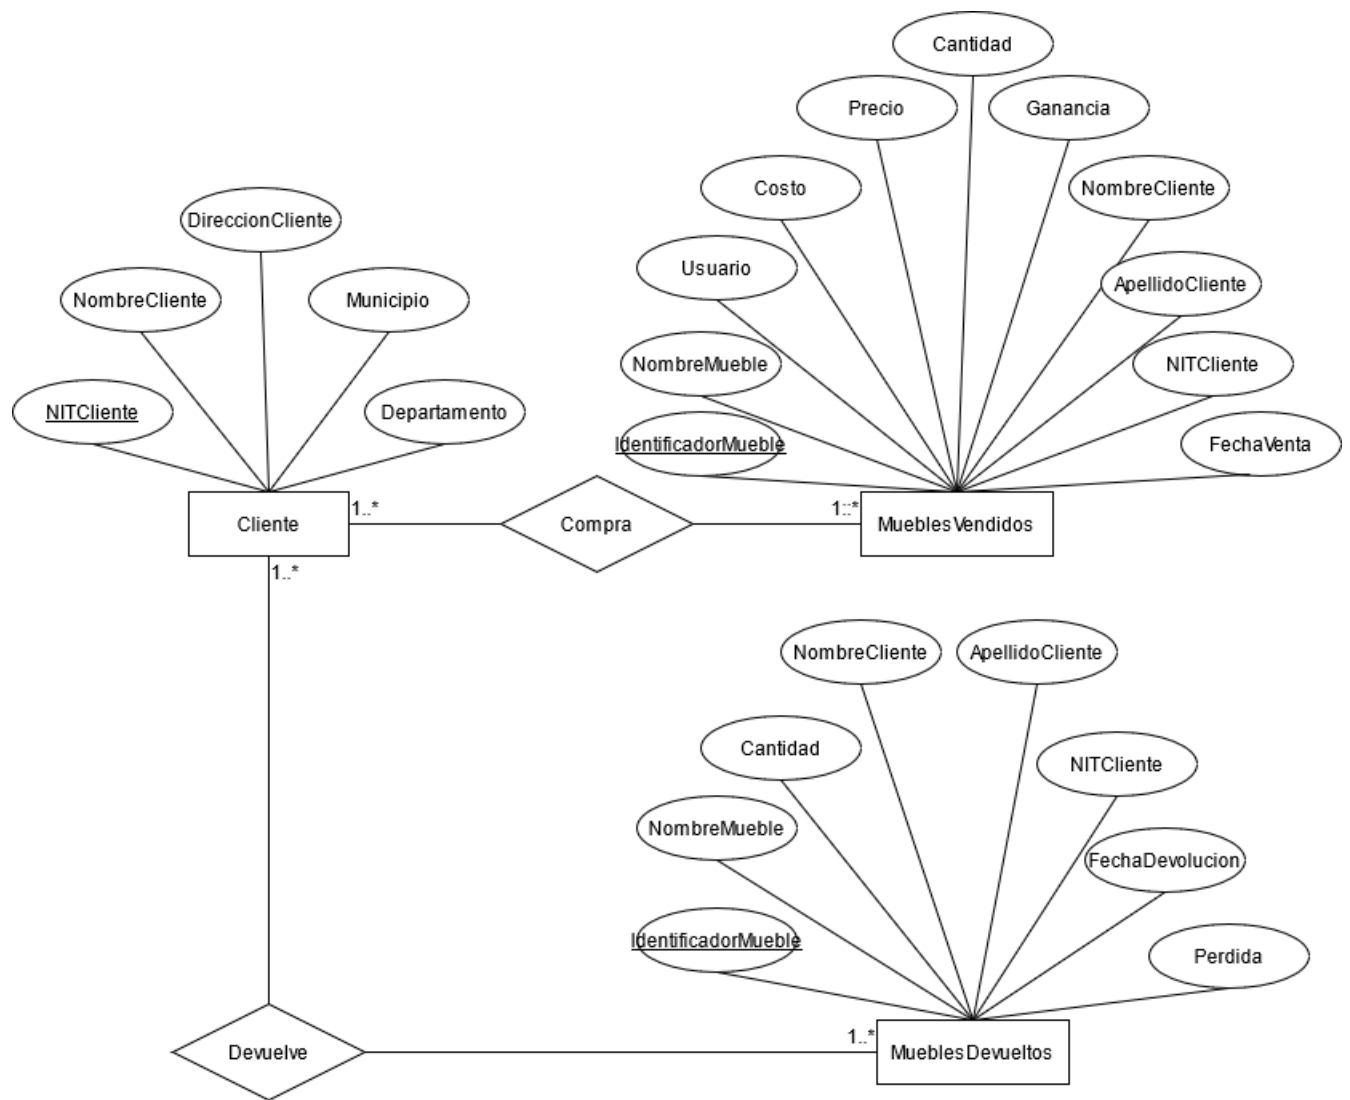 Cantidad
Precio
Ganancia
Costo
NombreCliente
DireccionCliente
Usuario
ApellidoCliente
NombreCliente
Municipio
NombreMueble
NITCliente
NITCliente
Departamento
IdentificadorMueble
FechaVenta
1..*
1::*
Cliente
Compra
MueblesVendidos
1..*
NombreCliente
ApellidoCliente
Cantidad
NITCliente
NombreMueble
FechaDevolucion
IdentificadorMueble
Perdida
1..*
Devuelve
MueblesDevueltos